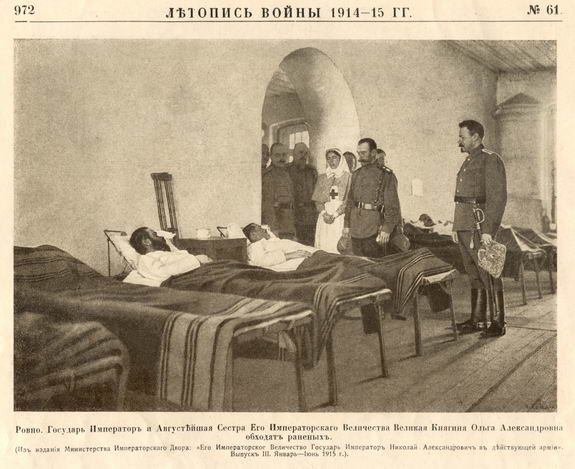 972
ЛѢТОПИСЬ ВОЙНЫ 1914—15 ГГ.
№ 61.
Ровно. Государь Императоръ и Августѣйшая Сестра Его Императорскаго Величества Великая Княгиня Ольга Александровна
обходятъ раненыхъ.
(Изъ изданія Министерства Императорскаго Двора: «Его Императорское Величество Государь Императоръ Николай Александровичъ въ дѣйствующей арміи».
Выпускъ III. Январь—Іюнь 1915 г.).